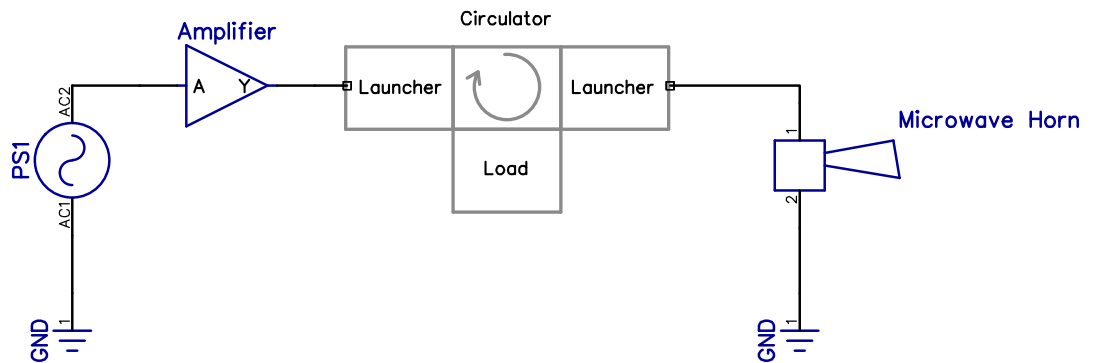 Circulator
Amplifier
A Y
Launcher
Launcher
Load
AC2
PS1
AC1
1
GND
Microwave Horn
1
2
1
GND